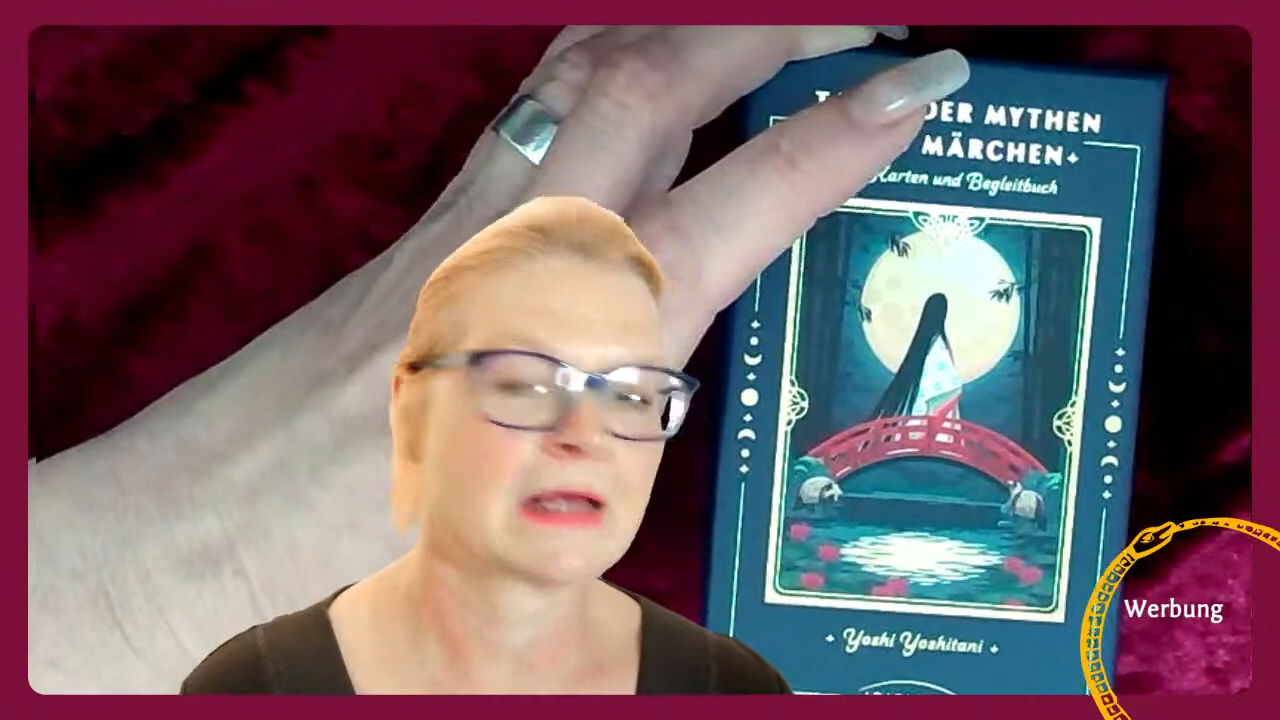 DER MYTHEN
MÄRCHEN
Karten und Begleitbuch
Yoshi Yoshitani
Werbung